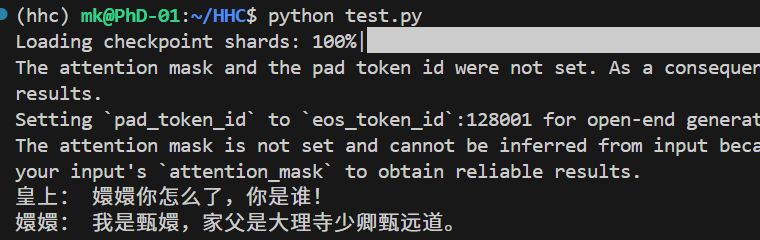 (hhc) mk@PhD-01:~/HHC$ python test.py
Loading checkpoint shards: 100%|
The attention mask and the pad token id were not set. As a consequen
results.
Setting `pad_token_id` to `eos_token_id`:128001 for open-end generat
The attention mask is not set and cannot be inferred from input beca
your input's `attention_mask` to obtain reliable results.
皇上： 嬛嬛你怎么了，你是谁！
嬛嬛： 我是甄嬛，家父是大理寺少卿甄远道。